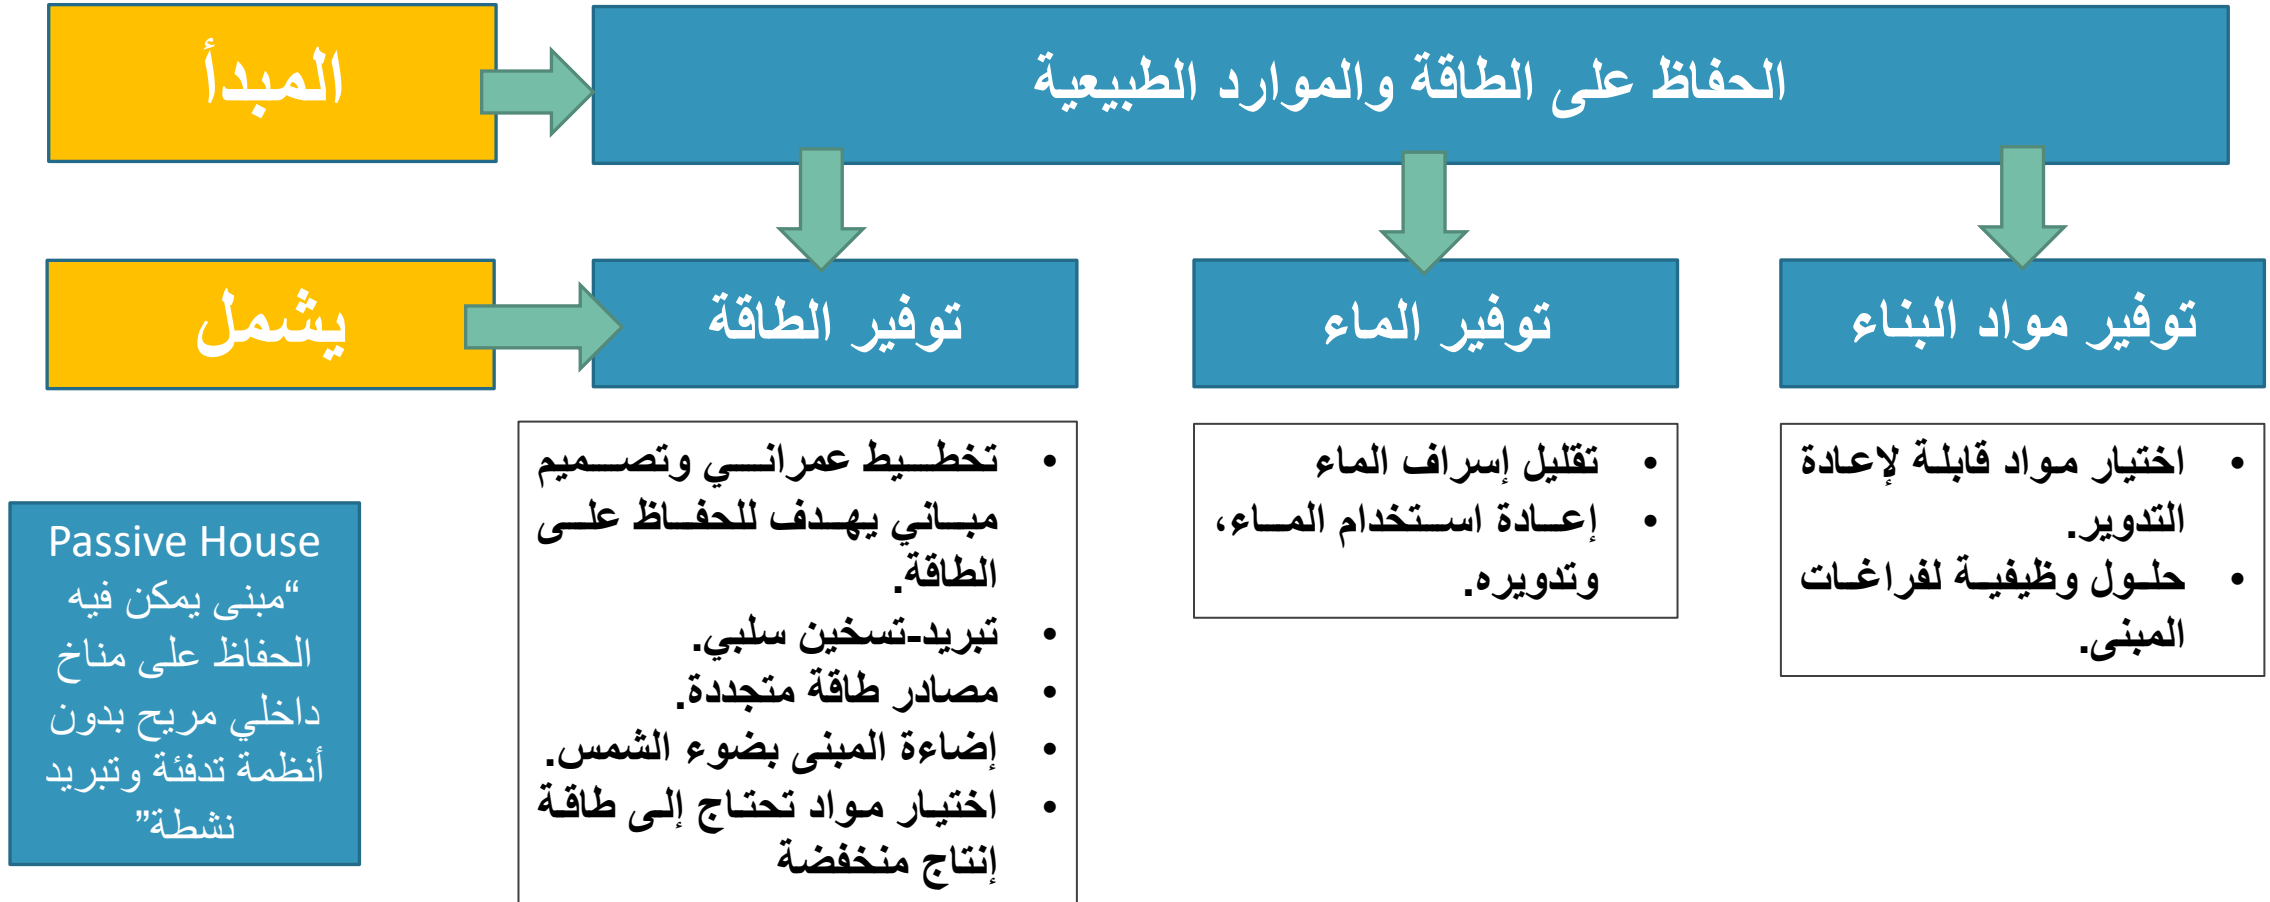 المبدأ
الحفاظ على الطاقة والموارد الطبيعية
يشمل
توفير الطاقة
توفير الماء
توفير مواد البناء
• تخطيط عمراني وتصميم
مباني يهدف للحفاظ على
الطاقة.
• تبريد-تسخين سلبي.
• مصادر طاقة متجددة.
• إضاءة المبنى بضوء الشمس.
• اختيار مواد تحتاج إلى طاقة
إنتاج منخفضة
• تقليل إسراف الماء
• إعادة استخدام الماء،
وتدويره.
• اختيار مواد قابلة لإعادة
التدوير.
• حلول وظيفية لفراغات
المبنى.
Passive House
“مبنى يمكن فيه
الحفاظ على مناخ
داخلي مريح بدون
أنظمة تدفئة وتبريد
نشطة”